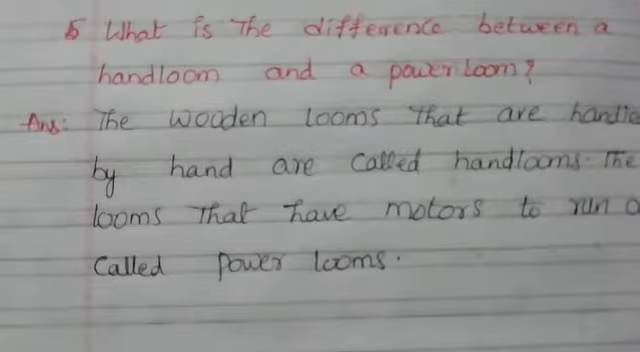 5 What is The difference between a
handloom and a power loom?
Ans: The wooden looms That are
by hand are called handlooms. The
looms That have motors to run
called power looms.